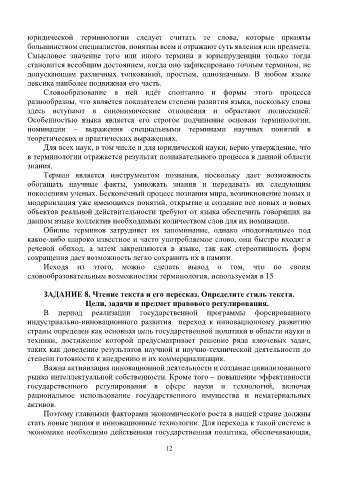 юридической терминологии следует считать те слова, которые приняты
большинством специалистов, понятны всем и отражают суть явления или предмета.
Смысловое значение того или иного термина в юриспруденции только тогда
становится всеобщим достоянием, когда оно зафиксировано точным термином, не
допускающим различных толкований, простым, однозначным. В любом языке
лексика наиболее подвижная его часть.
Словообразование в ней идёт спонтанно и формы этого процесса
разнообразны, что является показателем степени развития языка, поскольку слова
здесь вступают в синонимические отношения и обрастают полисемией.
Особенностью языка является его строгое подчинение основам терминологии,
номинации – выражения специальными терминами научных понятий в
теоретических и практических выражениях.
Для всех наук, в том числе и для юридической науки, верно утверждение, что
в терминологии отражается результат познавательного процесса в данной области
знания.
Термин является инструментом познания, поскольку дает возможность
обогащать научные факты, умножать знания и передавать их следующим
поколениям ученых. Бесконечный процесс познания мира, возникновение новых и
модернизация уже имеющихся понятий, открытие и создание все новых и новых
объектов реальной действительности требуют от языка обеспечить говорящих на
данном языке коллектив необходимым количеством слов для их номинации.
Обилие терминов затрудняет их запоминание, однако «подогнанные» под
какое-либо широко известное и часто употребляемое слово, они быстро входят в
речевой обиход, а затем закрепляются в языке, так как стереотипность форм
сокращения дает возможность легко сохранить их в памяти.
Исходя из этого, можно сделать вывод о том, что по своим
словообразовательным возможностям терминология, используемая в 15
ЗАДАНИЕ 8. Чтение текста и его пересказ. Определите стиль текста.
Цели, задачи и предмет правового регулирования.
В период реализации государственной программы форсированного
индустриально-инновационного развития переход к инновационному развитию
страны определен как основная цель государственной политики в области науки и
техники, достижение которой предусматривает решение ряда ключевых задач,
таких как доведение результатов научной и научно-технической деятельности до
степени готовности к внедрению и их коммерциализация.
Важна активизация инновационной деятельности и создание цивилизованного
рынка интеллектуальной собственности. Кроме того – повышение эффективности
государственного регулирования в сфере науки и технологий, включая
рациональное использование государственного имущества и нематериальных
активов.
Поэтому главными факторами экономического роста в нашей стране должны
стать новые знания и инновационные технологии. Для перехода к такой системе в
экономике необходимо действенная государственная политика, обеспечивающая,
12